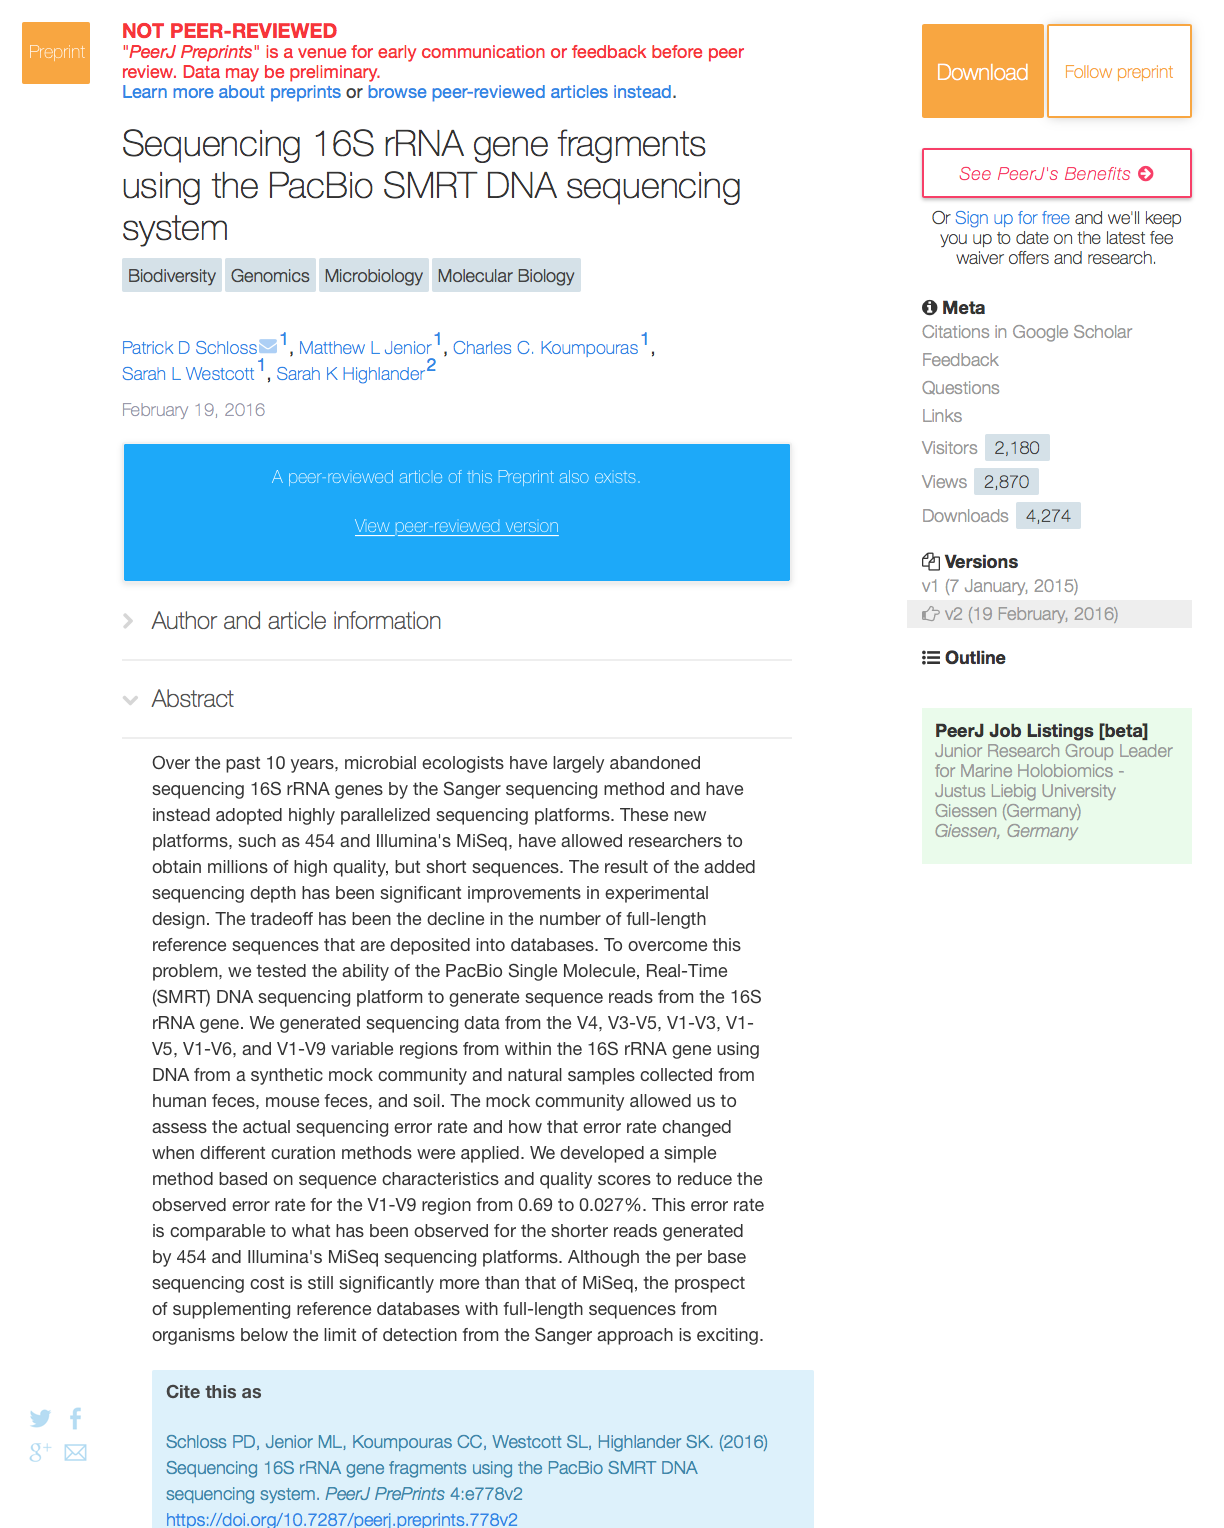 Preprint
NOT PEER-REVIEWED
"PeerJ Preprints" is a venue for early communication or feedback before peer
review. Data may be preliminary.
Learn more about preprints or browse peer-reviewed articles instead.
Sequencing 16S rRNA gene fragments
using the PacBio SMRT DNA sequencing
system
Biodiversity Genomics Microbiology Molecular Biology
Patrick D Schloss 1, Matthew L Jenior 1, Charles C. Koumpouras 1,
Sarah L Westcott 1, Sarah K Highlander 2
February 19, 2016
A peer-reviewed article of this Preprint also exists.
View peer-reviewed version
Author and article information
Abstract
Over the past 10 years, microbial ecologists have largely abandoned
sequencing 16S rRNA genes by the Sanger sequencing method and have
instead adopted highly parallelized sequencing platforms. These new
platforms, such as 454 and Illumina's MiSeq, have allowed researchers to
obtain millions of high quality, but short sequences. The result of the added
sequencing depth has been significant improvements in experimental
design. The tradeoff has been the decline in the number of full-length
reference sequences that are deposited into databases. To overcome this
problem, we tested the ability of the PacBio Single Molecule, Real-Time
(SMRT) DNA sequencing platform to generate sequence reads from the 16S
rRNA gene. We generated sequencing data from the V4, V3-V5, V1-V3, V1-
V5, V1-V6, and V1-V9 variable regions from within the 16S rRNA gene using
DNA from a synthetic mock community and natural samples collected from
human feces, mouse feces, and soil. The mock community allowed us to
assess the actual sequencing error rate and how that error rate changed
when different curation methods were applied. We developed a simple
method based on sequence characteristics and quality scores to reduce the
observed error rate for the V1-V9 region from 0.69 to 0.027%. This error rate
is comparable to what has been observed for the shorter reads generated
by 454 and Illumina's MiSeq sequencing platforms. Although the per base
sequencing cost is still significantly more than that of MiSeq, the prospect
of supplementing reference databases with full-length sequences from
organisms below the limit of detection from the Sanger approach is exciting.
Cite this as
Schloss PD, Jenior ML, Koumpouras CC, Westcott SL, Highlander SK. (2016)
Sequencing 16S rRNA gene fragments using the PacBio SMRT DNA
sequencing system. PeerJ PrePrints 4:e778v2
https://doi.org/10.7287/peerj.preprints.778v2
Download
Follow preprint
See PeerJ's Benefits
Or Sign up for free and we'll keep
you up to date on the latest fee
waiver offers and research.
Meta
Citations in Google Scholar
Feedback
Questions
Links
Visitors 2,180
Views 2,870
Downloads 4,274
Versions
v1 (7 January, 2015)
v2 (19 February, 2016)
Outline
PeerJ Job Listings [beta]
Junior Research Group Leader
for Marine Holobiomics -
Justus Liebig University
Giessen (Germany)
Giessen, Germany